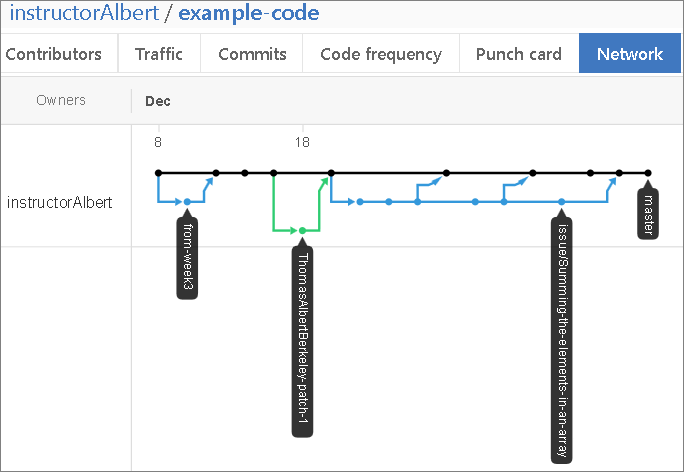 instructorAlbert / example-code
Contributors Traffic Commits Code frequency Punch card Network
Owners Dec
8 18
instructorAlbert
from-week3
ThomasAlbertBerkeley-patch-1
issue/Summing-the-elements-in-an-array
master